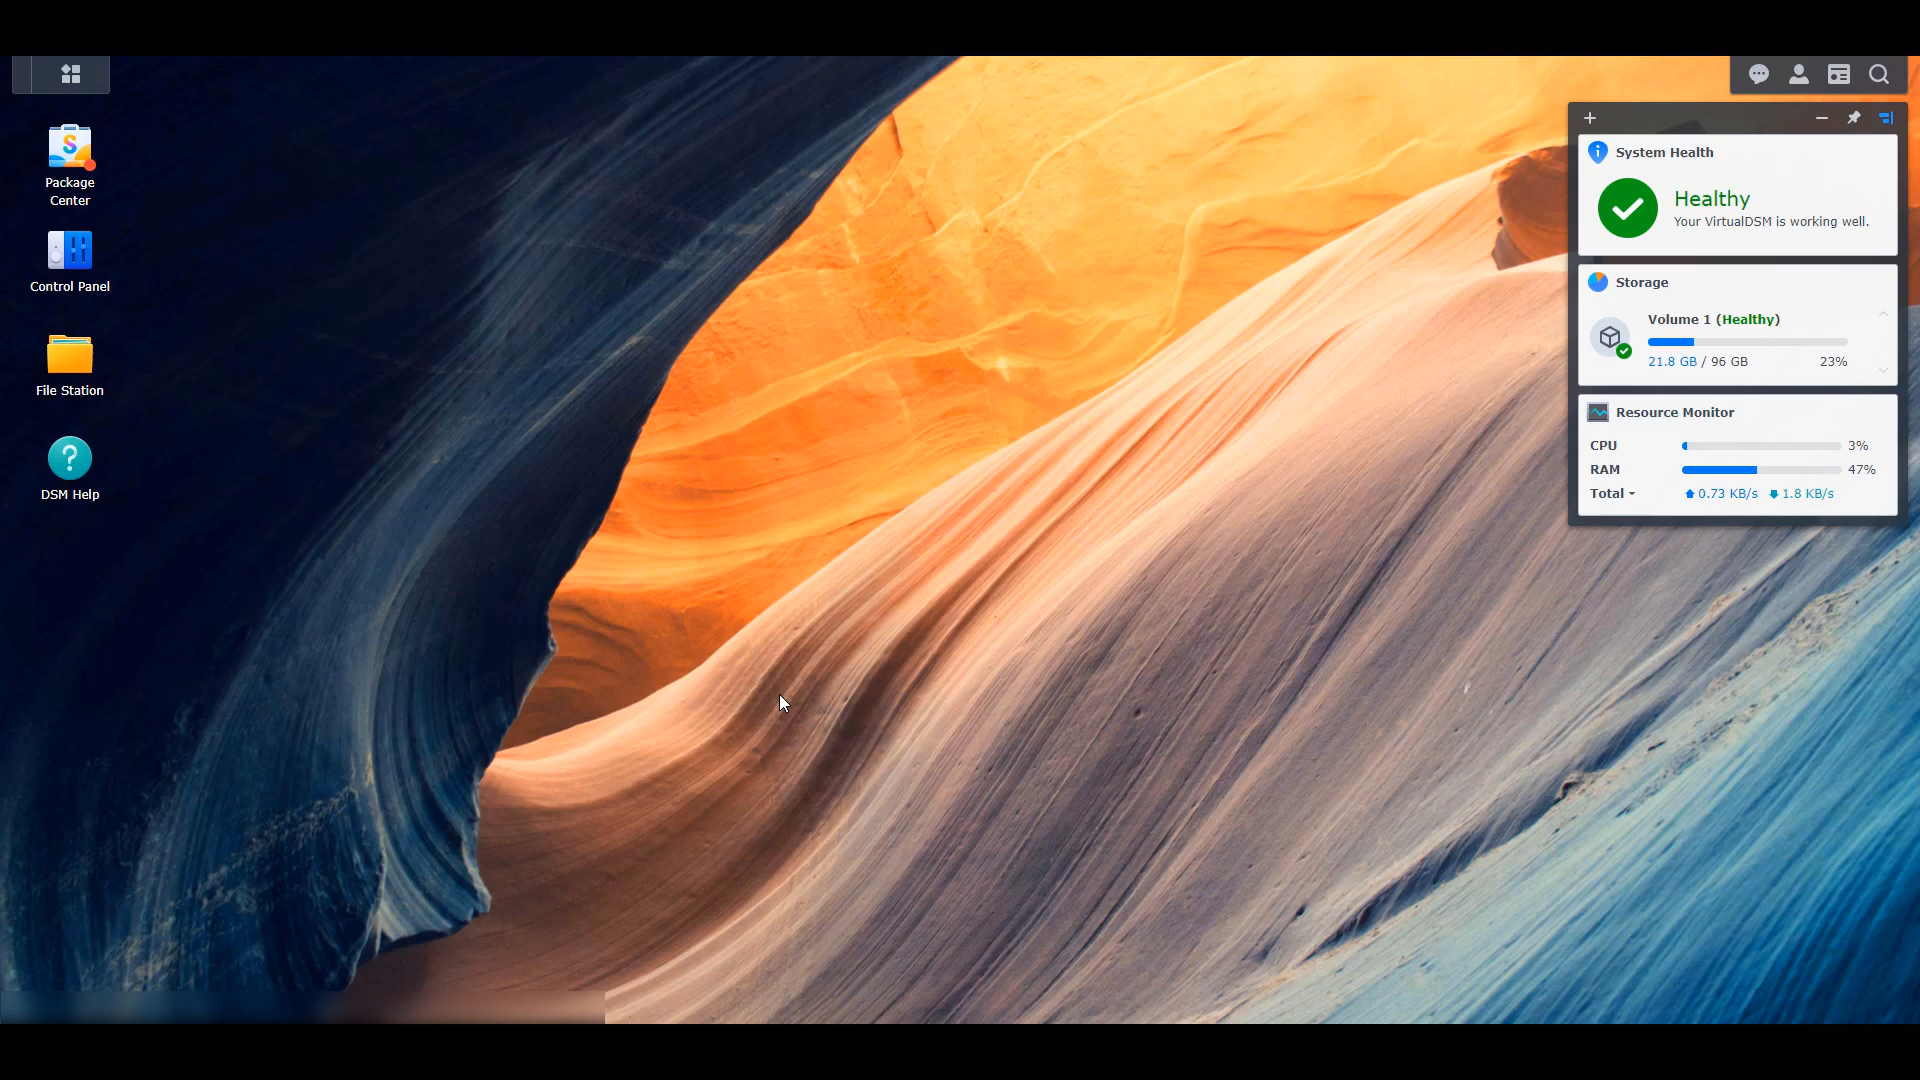 Package
Center
Control Panel
File Station
DSM Help
System Health
Healthy
Your VirtualDSM is working well.
Storage
Volume 1 (Healthy)
21.8 GB / 96 GB 23%
Resource Monitor
CPU 3%
RAM 47%
Total 0.73 KB/s 1.8 KB/s